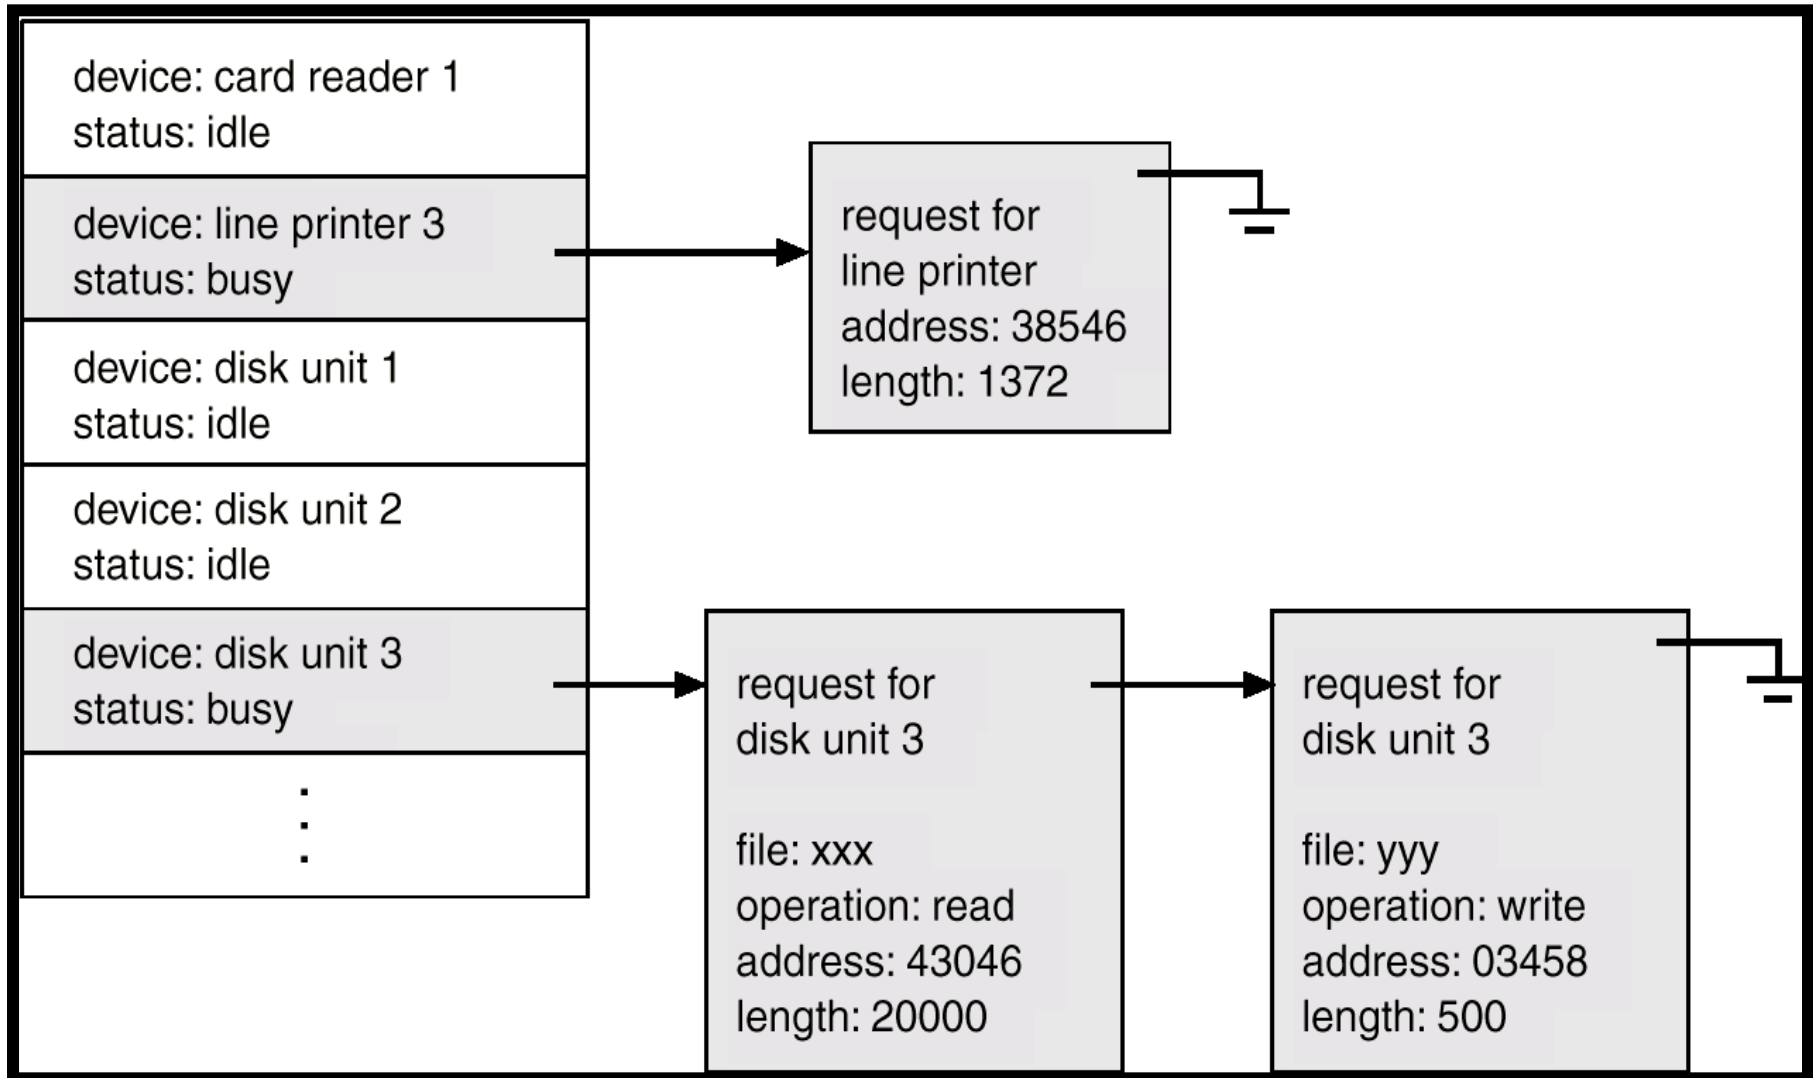 device: card reader 1
status: idle
device: line printer 3
status: busy
device: disk unit 1
status: idle
device: disk unit 2
status: idle
device: disk unit 3
status: busy
request for
line printer
address: 38546
length: 1372
request for
disk unit 3
file: xxx
operation: read
address: 43046
length: 20000
request for
disk unit 3
file: yyy
operation: write
address: 03458
length: 500